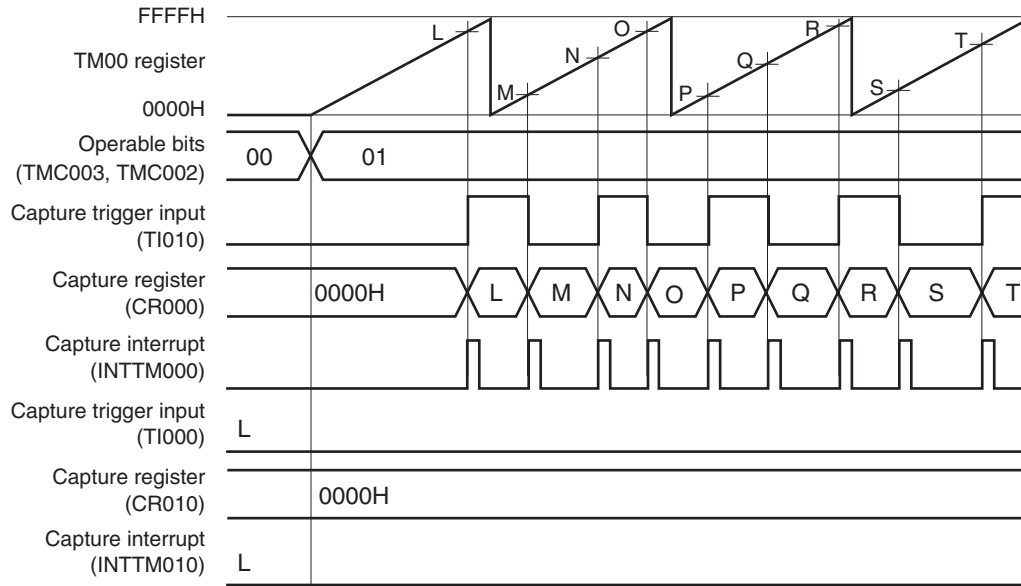 FFFFH
TM00 register
0000H
L M N O P Q R S T
Operable bits
(TMC003, TMC002)
00 01
Capture trigger input
(TI010)
Capture register
(CR000)
0000H L M N O P Q R S T
Capture interrupt
(INTTM000)
Capture trigger input
(TI000)
L
Capture register
(CR010)
0000H
Capture interrupt
(INTTM010)
L